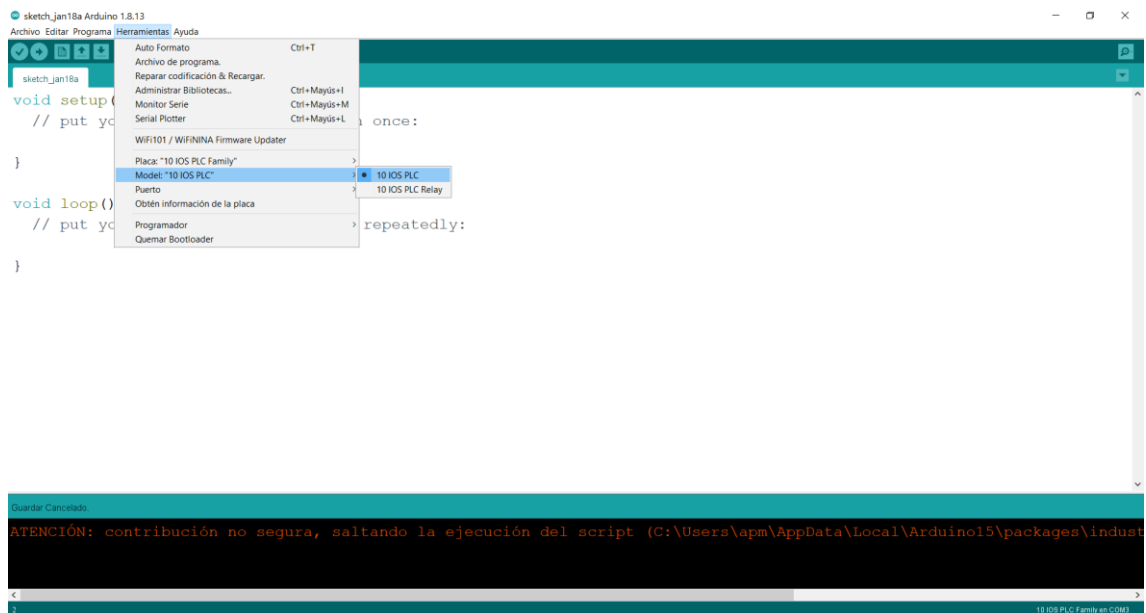 sketch_jan18a Arduino 1.8.13
Archivo Editar Programa Herramientas Ayuda
sketch_jan18a
Auto Formato Ctrl+T
Archivo de programa.
Reparar codificación & Recargar.
Administrar Bibliotecas... Ctrl+Mayús+I
Monitor Serie Ctrl+Mayús+M
Serial Plotter Ctrl+Mayús+L
WiFi101 / WiFiNINA Firmware Updater
Placa: "10 IOS PLC Family"
Model: "10 IOS PLC"
Puerto
Obtén información de la placa
Programador
Quemar Bootloader
10 IOS PLC
10 IOS PLC Relay
void setup(
// put yo
once:
}
void loop()
// put yo
repeatedly:
}
Guardar Cancelado.
ATENCIÓN: contribución no segura, saltando la ejecución del script (C:\Users\apm\AppData\Local\Arduino15\packages\indust
2
10 IOS PLC Family en COM3